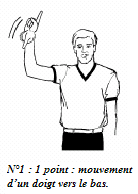 N°1 : 1 point : mouvement
d'un doigt vers le bas.